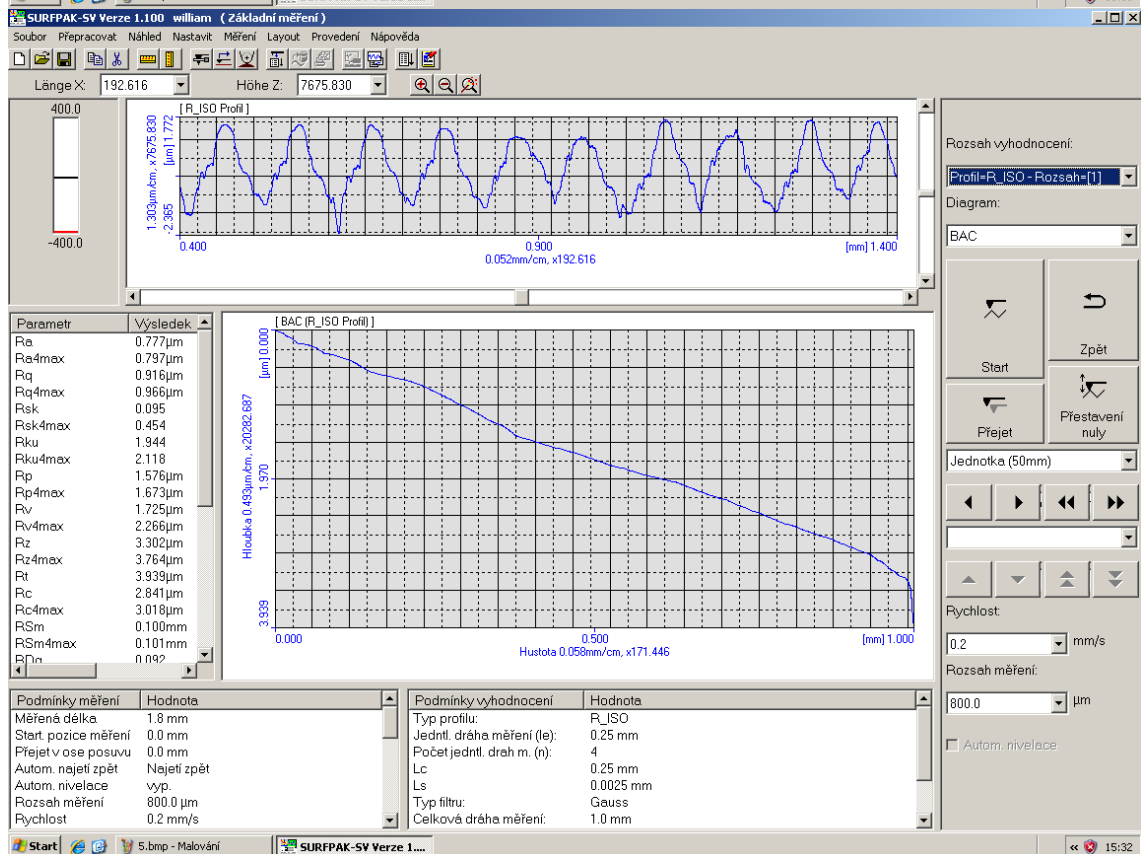 SURFPAK-SV Verze 1.100 william ( Základní měření )
Soubor Přepracovat Náhled Nastavit Měření Layout Provedení Nápověda
Länge X: 192.616 Höhe Z: 7675.830
400.0
-400.0
[ R_ISO Profil ]
1.303µm/cm, x7675.830
-2.365 [µm] 1.772
0.400 0.900 [mm] 1.400
0.052mm/cm, x192.616
Rozsah vyhodnocení:
Profil=R_ISO - Rozsah=[1]
Diagram:
BAC
Start
Zpět
Přejet
Přestavení
nuly
Jednotka (50mm)
Rychlost:
0.2 mm/s
Rozsah měření:
800.0 µm
Autom. nivelace
Parametr Výsledek
Ra 0.777µm
Ra4max 0.797µm
Rq 0.916µm
Rq4max 0.966µm
Rsk 0.095
Rsk4max 0.454
Rku 1.944
Rku4max 2.118
Rp 1.576µm
Rp4max 1.673µm
Rv 1.725µm
Rv4max 2.266µm
Rz 3.302µm
Rz4max 3.764µm
Rt 3.939µm
Rc 2.841µm
Rc4max 3.018µm
RSm 0.100mm
RSm4max 0.101mm
RDq 0.092
[ BAC (R_ISO Profil) ]
Hloubka 0.493µm/cm, x20282.687
3.939 1.970 [µm] 0.000
0.000 0.500 [mm] 1.000
Hustota 0.058mm/cm, x171.446
Podmínky měření Hodnota
Měřená délka 1.8 mm
Start. pozice měření 0.0 mm
Přejet v ose posuvu 0.0 mm
Autom. najetí zpět Najetí zpět
Autom. nivelace vyp.
Rozsah měření 800.0 µm
Rychlost 0.2 mm/s
Podmínky vyhodnocení Hodnota
Typ profilu: R_ISO
Jedntl. dráha měření (le): 0.25 mm
Počet jedntl. drah m. (n): 4
Lc 0.25 mm
Ls 0.0025 mm
Typ filtru: Gauss
Celková dráha měření: 1.0 mm
Start 5.bmp - Malování SURFPAK-SV Verze 1.... 15:32